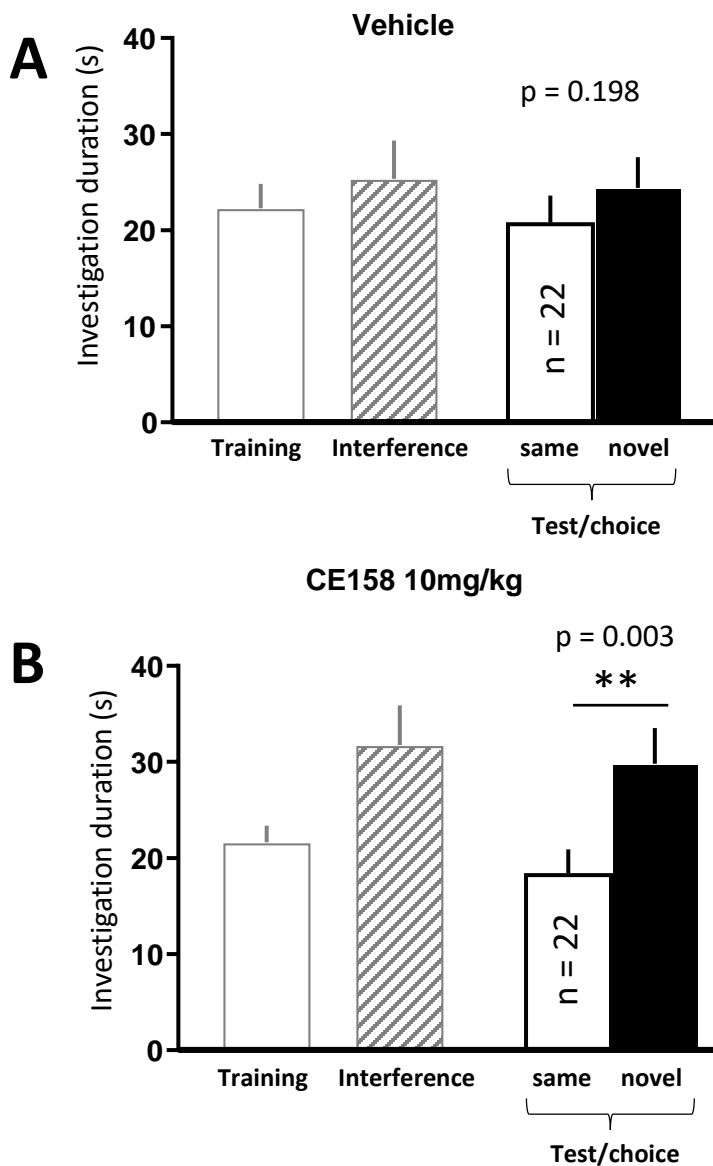 A
Vehicle
Investigation duration (s)
40
30
20
10
0
p = 0.198
n = 22
Training Interference same novel
Test/choice
CE158 10mg/kg
B
Investigation duration (s)
40
30
20
10
0
p = 0.003
**
n = 22
Training Interference same novel
Test/choice